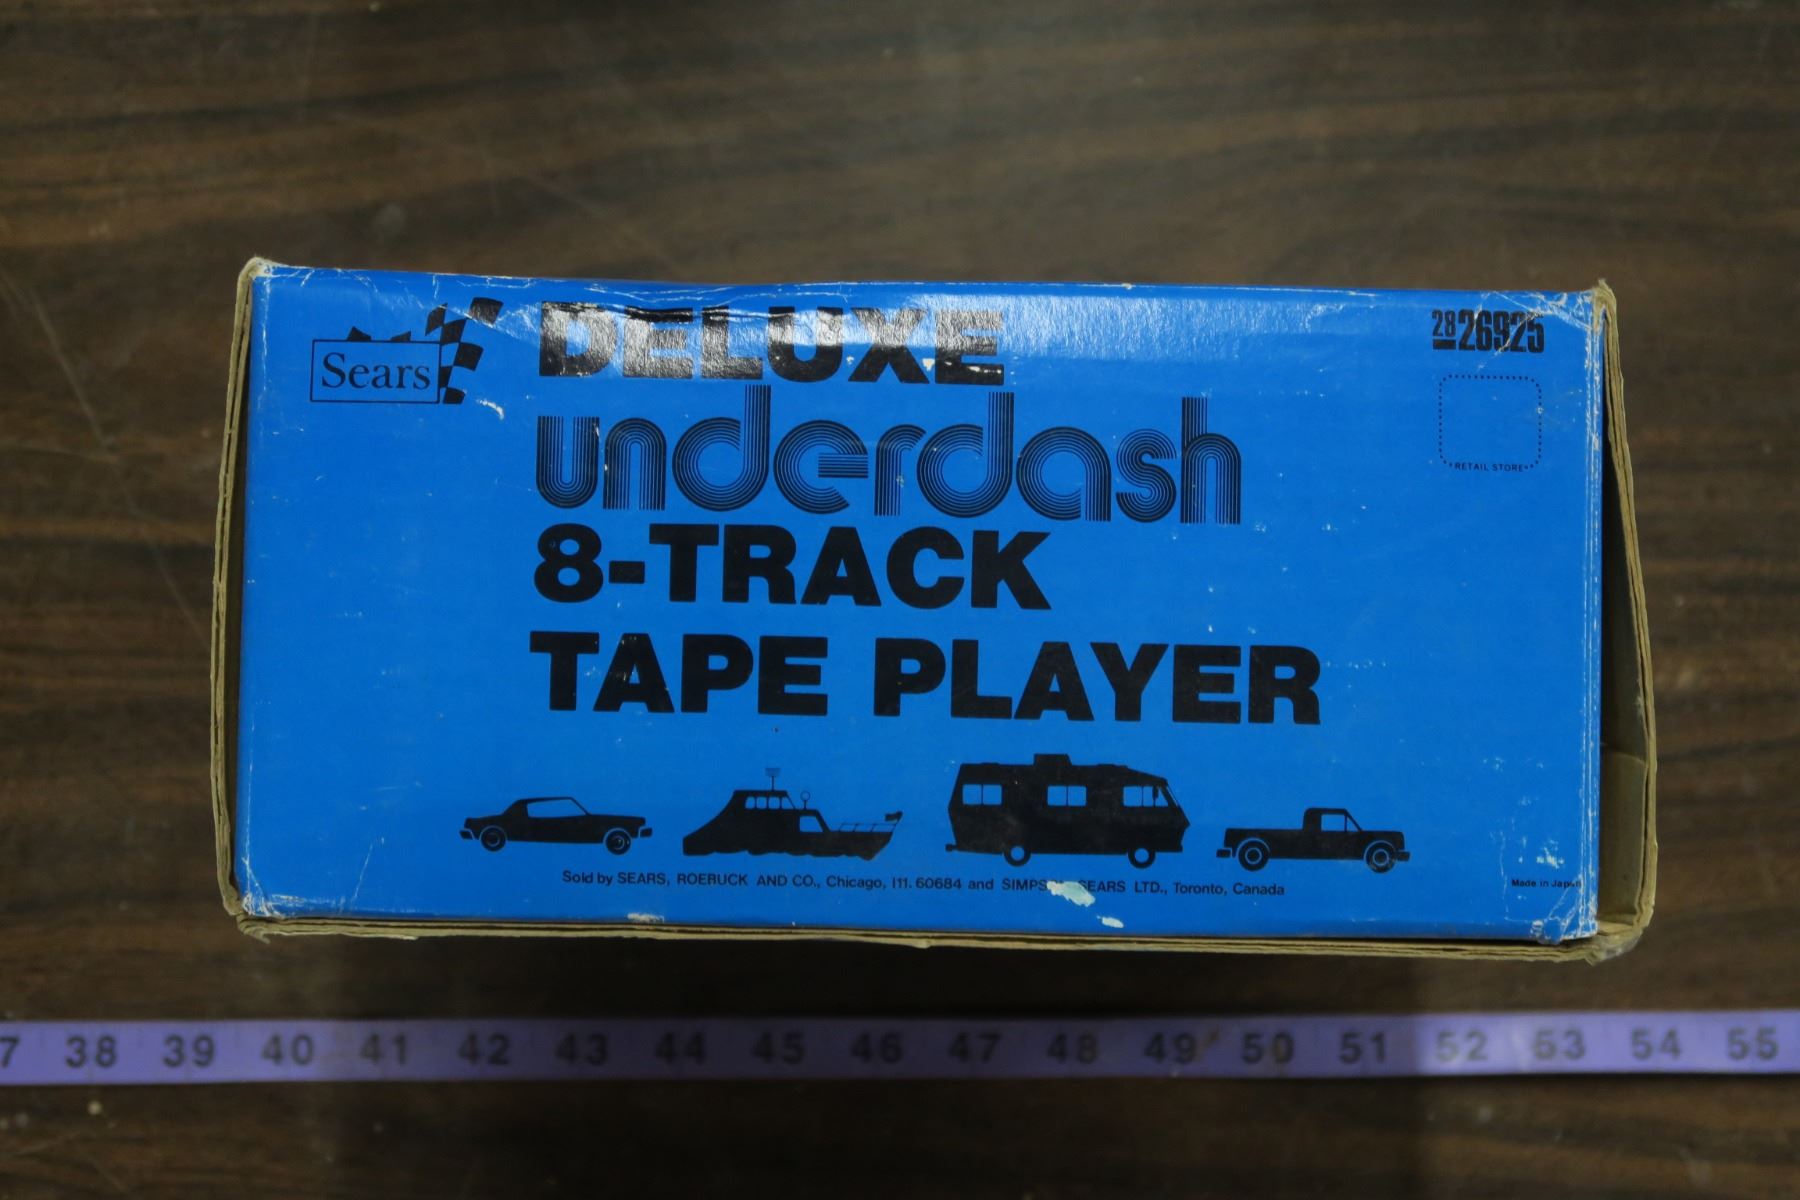 Sears
DELUXE
underdash
8-TRACK
TAPE PLAYER
28 26925
RETAIL STORE
Sold by SEARS, ROEBUCK AND CO., Chicago, I11. 60684 and SEARS LTD., Toronto, Canada
Made in Japan
38 39 40 41 42 43 44 45 46 47 48 49 50 51 52 53 54 55